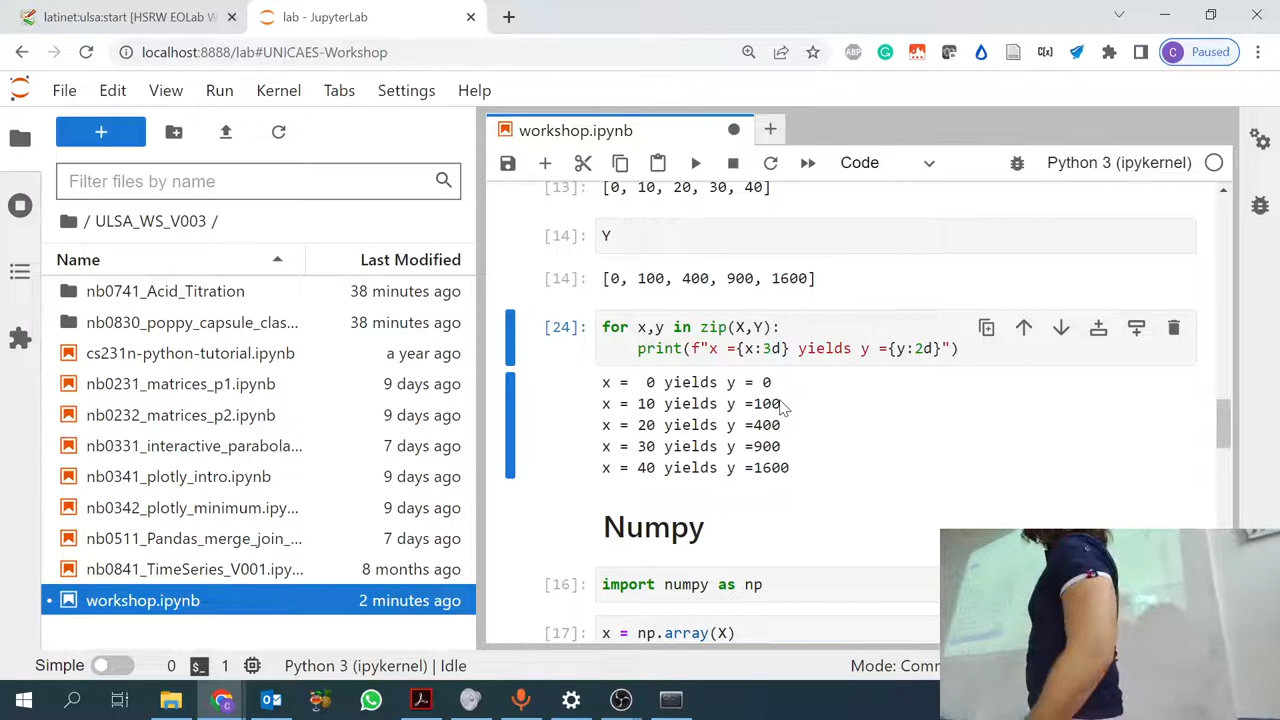 latinet:ulsa:start [HSRW EOLab W
lab - JupyterLab
localhost:8888/lab#UNICAES-Workshop
ABP
C[x]
C
Paused
File Edit View Run Kernel Tabs Settings Help
Filter files by name
/ ULSA_WS_V003 /
Name Last Modified
nb0741_Acid_Titration 38 minutes ago
nb0830_poppy_capsule_clas... 38 minutes ago
cs231n-python-tutorial.ipynb a year ago
nb0231_matrices_p1.ipynb 9 days ago
nb0232_matrices_p2.ipynb 9 days ago
nb0331_interactive_parabola... 7 days ago
nb0341_plotly_intro.ipynb 9 days ago
nb0342_plotly_minimum.ipy... 9 days ago
nb0511_Pandas_merge_join_... 7 days ago
nb0841_TimeSeries_V001.ipy... 8 months ago
workshop.ipynb 2 minutes ago
Simple 0 $_ 1 Python 3 (ipykernel) | Idle
workshop.ipynb
Code
Python 3 (ipykernel)
[13]: [0, 10, 20, 30, 40]
[14]: Y
[14]: [0, 100, 400, 900, 1600]
[24]: for x,y in zip(X,Y):
print(f"x ={x:3d} yields y ={y:2d}")
x =  0 yields y = 0
x = 10 yields y =100
x = 20 yields y =400
x = 30 yields y =900
x = 40 yields y =1600
Numpy
[16]: import numpy as np
[17]: x = np.array(X)
Mode: Comm